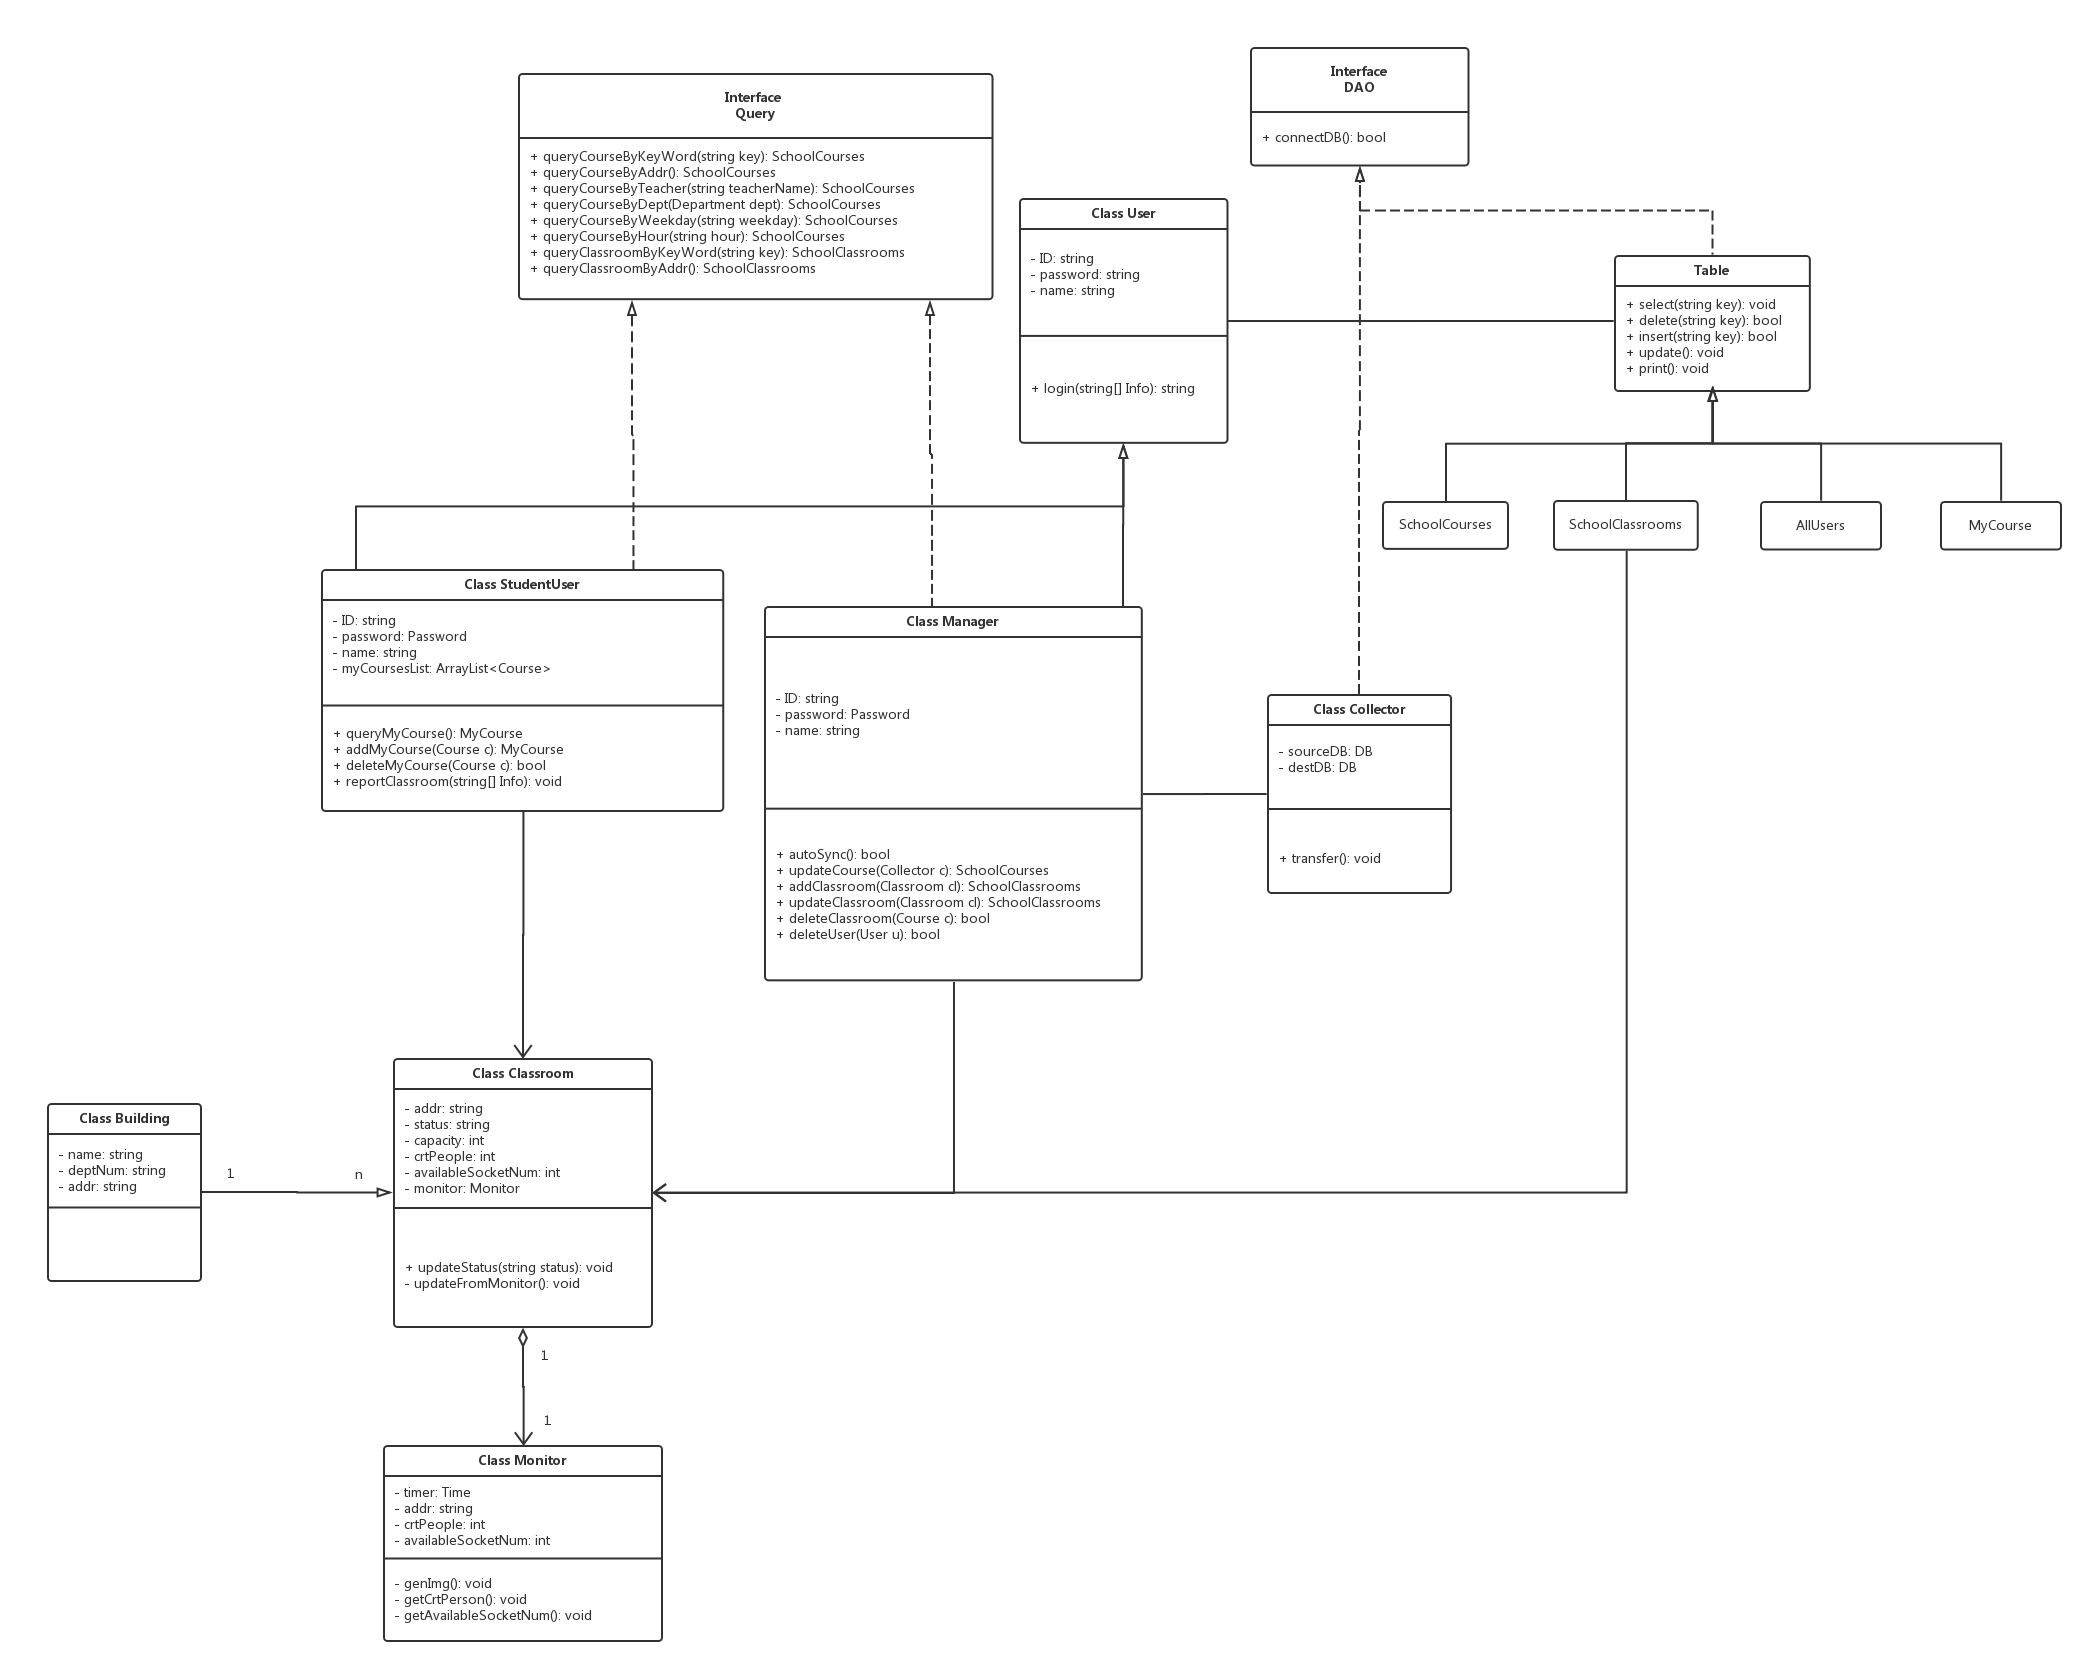 Interface
DAO
+ connectDB(): bool
Interface
Query
+ queryCourseByKeyWord(string key): SchoolCourses
+ queryCourseByAddr(): SchoolCourses
+ queryCourseByTeacher(string teacherName): SchoolCourses
+ queryCourseByDept(Department dept): SchoolCourses
+ queryCourseByWeekday(string weekday): SchoolCourses
+ queryCourseByHour(string hour): SchoolCourses
+ queryClassroomByKeyWord(string key): SchoolClassrooms
+ queryClassroomByAddr(): SchoolClassrooms
Class User
- ID: string
- password: string
- name: string
+ login(string[] Info): string
Table
+ select(string key): void
+ delete(string key): bool
+ insert(string key): bool
+ update(): void
+ print(): void
SchoolCourses
SchoolClassrooms
AllUsers
MyCourse
Class StudentUser
- ID: string
- password: Password
- name: string
- myCoursesList: ArrayList<Course>
+ queryMyCourse(): MyCourse
+ addMyCourse(Course c): MyCourse
+ deleteMyCourse(Course c): bool
+ reportClassroom(string[] Info): void
Class Manager
- ID: string
- password: Password
- name: string
+ autoSync(): bool
+ updateCourse(Collector c): SchoolCourses
+ addClassroom(Classroom cl): SchoolClassrooms
+ updateClassroom(Classroom cl): SchoolClassrooms
+ deleteClassroom(Course c): bool
+ deleteUser(User u): bool
Class Collector
- sourceDB: DB
- destDB: DB
+ transfer(): void
Class Building
- name: string
- deptNum: string
- addr: string
1
n
Class Classroom
- addr: string
- status: string
- capacity: int
- crtPeople: int
- availableSocketNum: int
- monitor: Monitor
+ updateStatus(string status): void
- updateFromMonitor(): void
1
1
Class Monitor
- timer: Time
- addr: string
- crtPeople: int
- availableSocketNum: int
- genImg(): void
- getCrtPerson(): void
- getAvailableSocketNum(): void